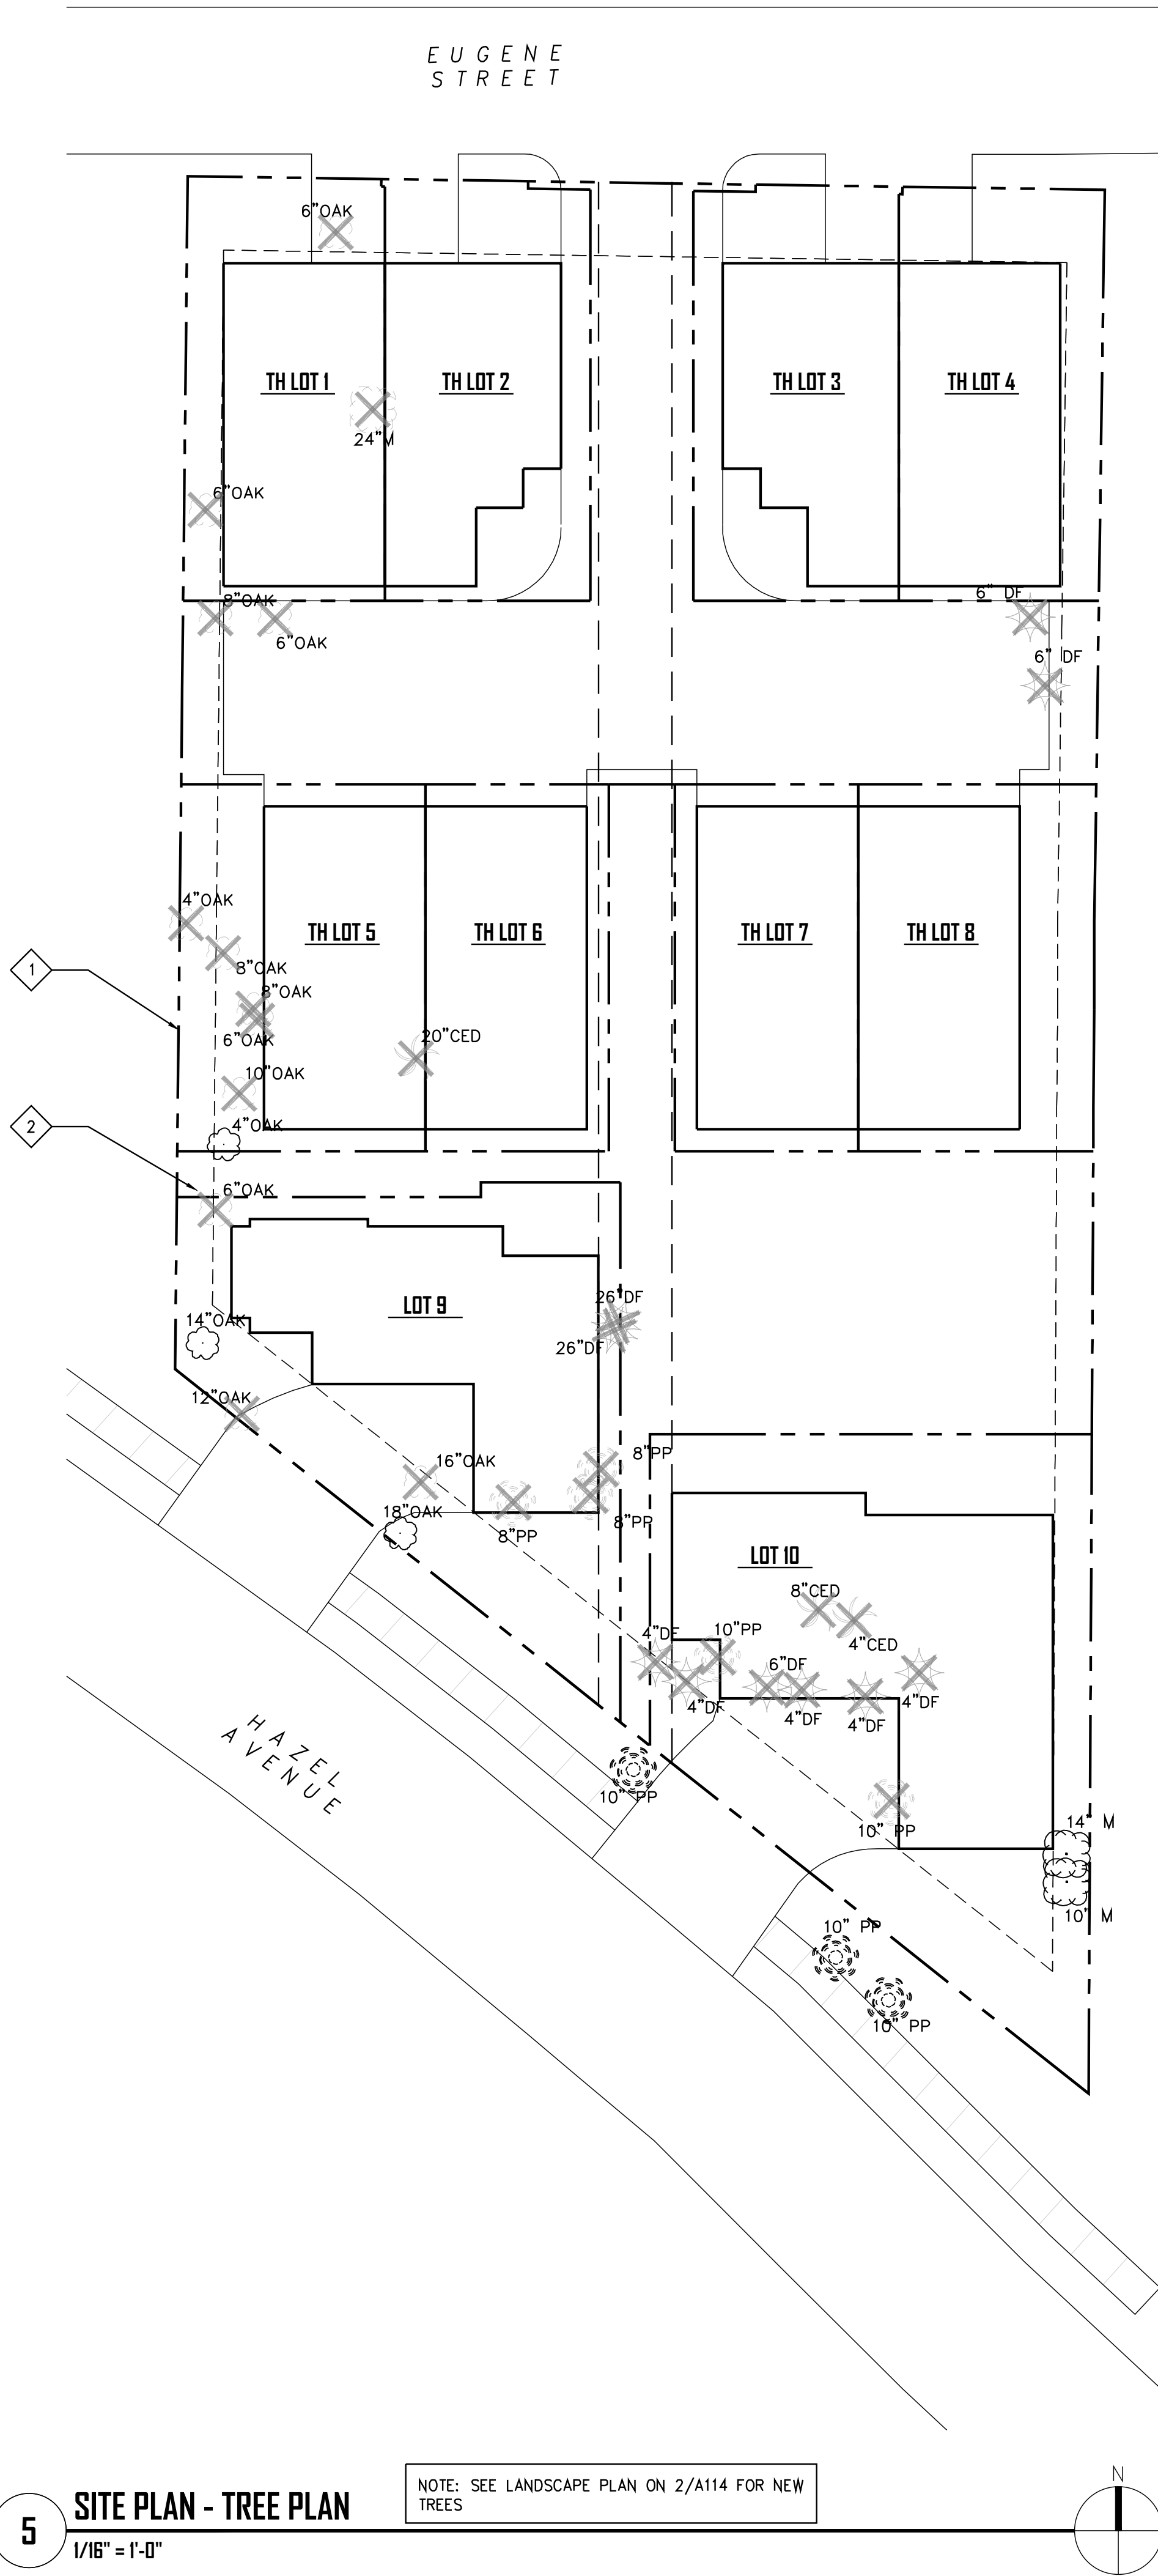 EUGENE
STREET
6"OAK
TH LOT 1
TH LOT 2
TH LOT 3
TH LOT 4
24"M
6"OAK
8"OAK
6"OAK
6" DF
6" DF
4"OAK
TH LOT 5
TH LOT 6
TH LOT 7
TH LOT 8
1
8"OAK
8"OAK
6"OAK
20"CED
10"OAK
2
4"OAK
6"OAK
LOT 9
26"DF
14"OAK
26"DF
12"OAK
16"OAK
8"PP
18"OAK
8"PP
8"PP
LOT 10
8"CED
4"DF
10"PP
4"CED
6"DF
4"DF
4"DF
4"DF
4"DF
HAZEL
AVENUE
10" PP
10" PP
14" M
10" M
10" PP
10" PP
NOTE: SEE LANDSCAPE PLAN ON 2/A114 FOR NEW
TREES
N
5
SITE PLAN - TREE PLAN
1/16" = 1'-0"